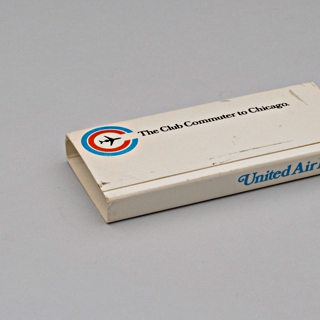 The Club Commuter to Chicago.
United Air